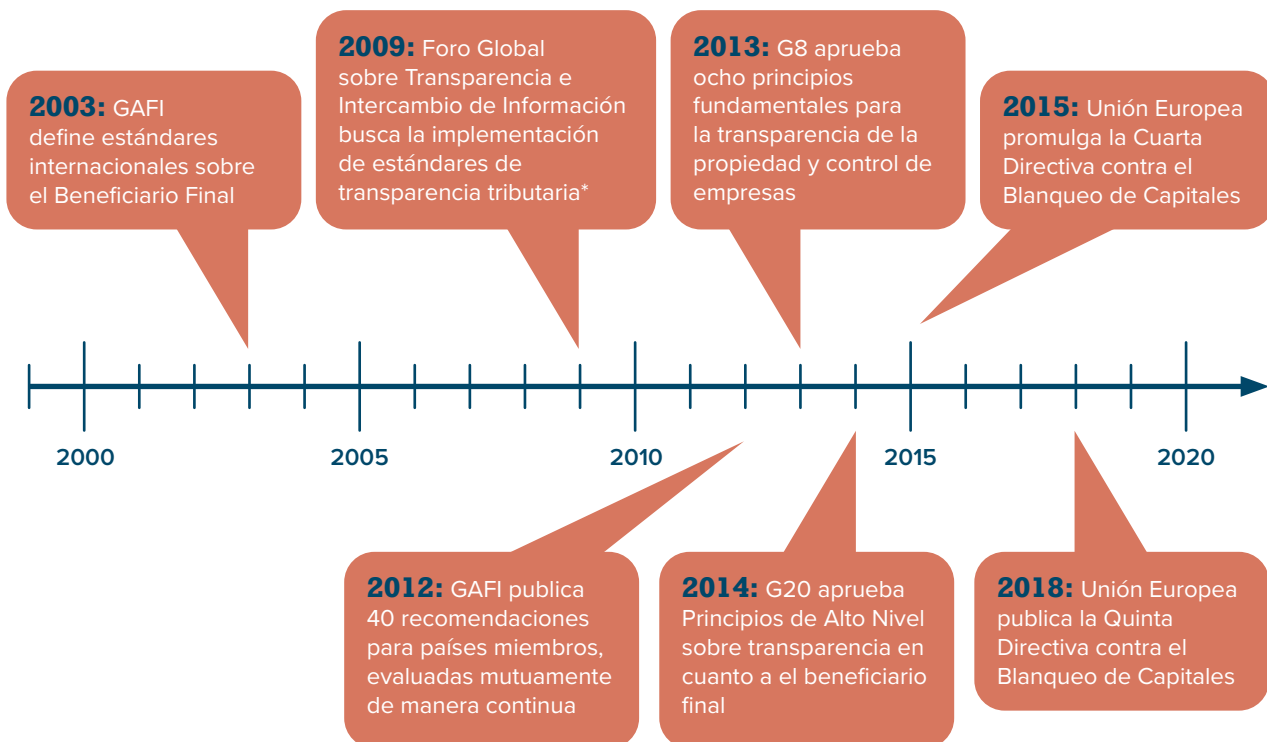 2003: GAFI
define estándares
internacionales sobre
el Beneficiario Final
2009: Foro Global
sobre Transparencia e
Intercambio de Información
busca la implementación
de estándares de
transparencia tributaria*
2013: G8 aprueba
ocho principios
fundamentales para
la transparencia de la
propiedad y control de
empresas
2015: Unión Europea
promulga la Cuarta
Directiva contra el
Blanqueo de Capitales
2000
2005
2010
2015
2020
2012: GAFI publica
40 recomendaciones
para países miembros,
evaluadas mutuamente
de manera continua
2014: G20 aprueba
Principios de Alto Nivel
sobre transparencia en
cuanto a el beneficiario
final
2018: Unión Europea
publica la Quinta
Directiva contra el
Blanqueo de Capitales